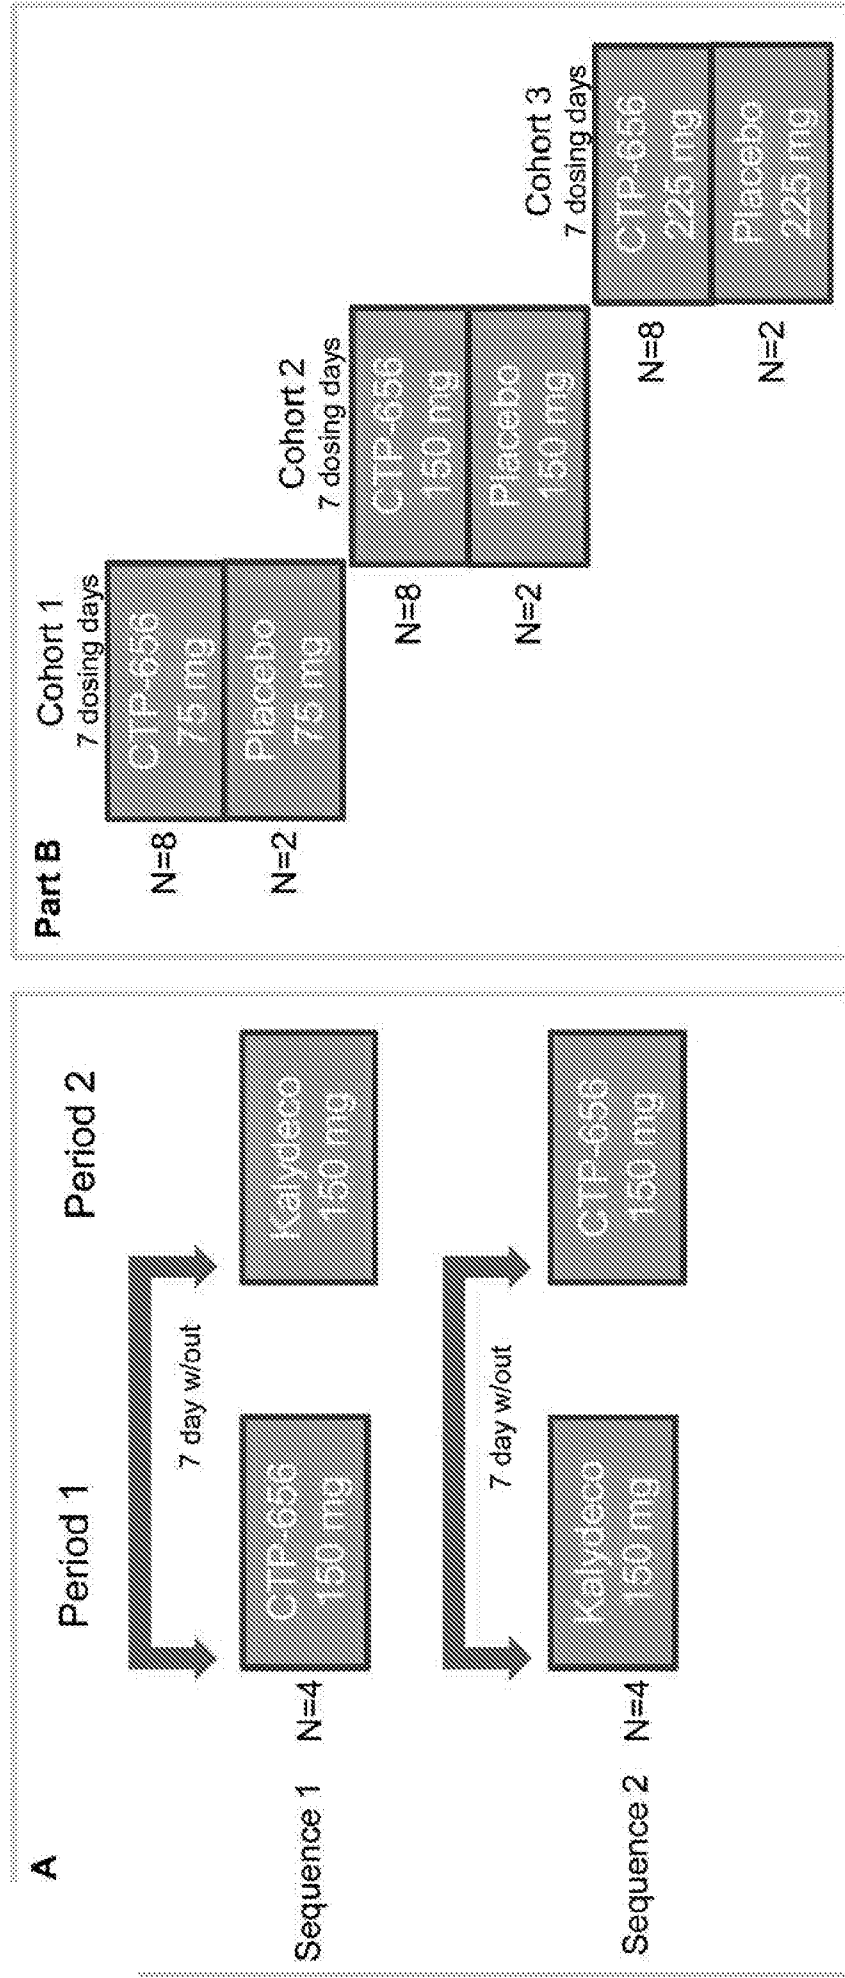 A
Period 1
Period 2
7 day w/out
Sequence 1
N=4
CTP-656
150 mg
Kalydeco
150 mg
7 day w/out
Sequence 2
N=4
Kalydeco
150 mg
CTP-656
150 mg
Part B
Cohort 1
7 dosing days
N=8
CTP-656
75 mg
N=2
Placebo
75 mg
Cohort 2
7 dosing days
N=8
CTP-656
150 mg
N=2
Placebo
150 mg
Cohort 3
7 dosing days
N=8
CTP-656
225 mg
N=2
Placebo
225 mg